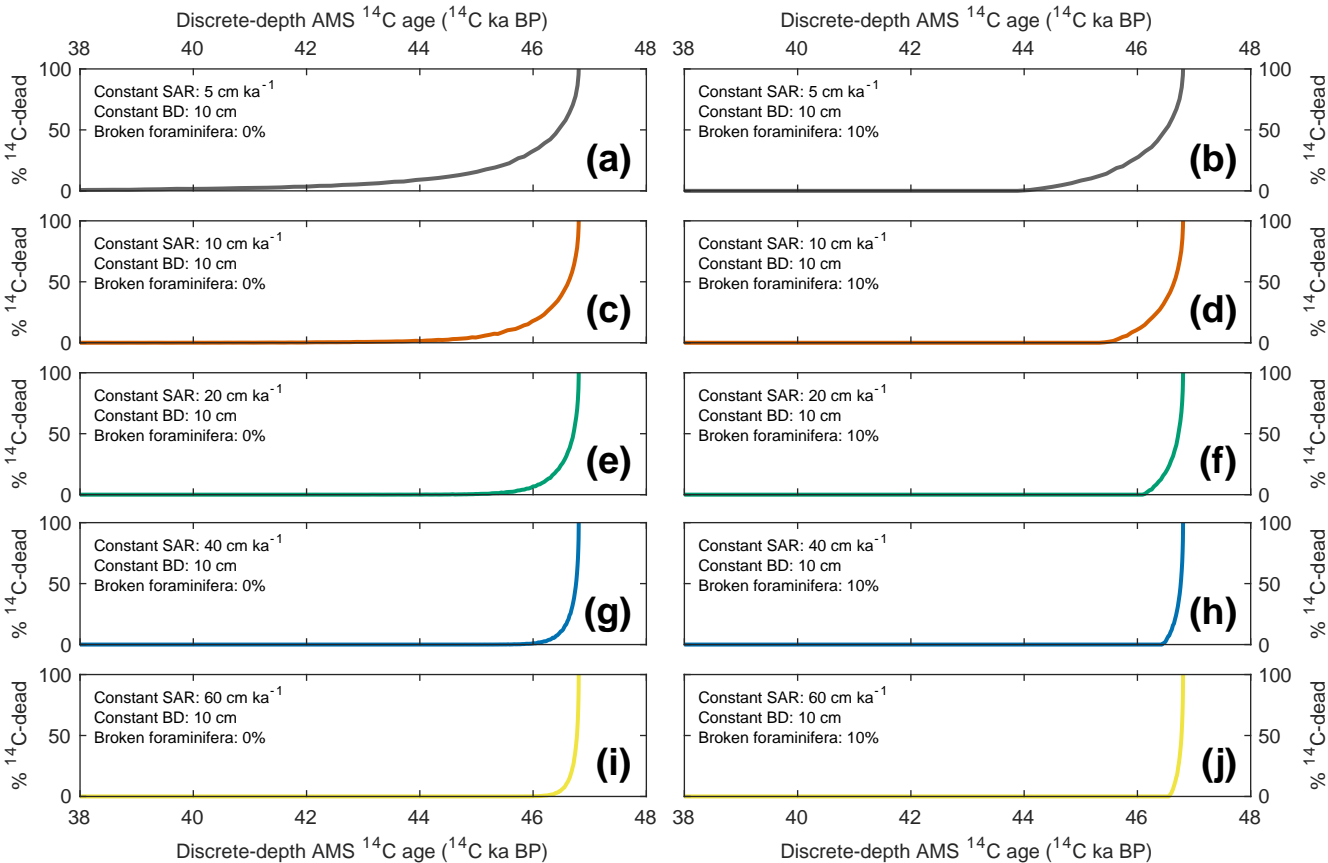 Discrete-depth AMS ¹⁴C age (¹⁴C ka BP)
38 40 42 44 46 48
Discrete-depth AMS ¹⁴C age (¹⁴C ka BP)
38 40 42 44 46 48
% ¹⁴C-dead
100
50
0
Constant SAR: 5 cm ka⁻¹
Constant BD: 10 cm
Broken foraminifera: 0%
(a)
Constant SAR: 5 cm ka⁻¹
Constant BD: 10 cm
Broken foraminifera: 10%
(b)
100
50
0
% ¹⁴C-dead
% ¹⁴C-dead
100
50
0
Constant SAR: 10 cm ka⁻¹
Constant BD: 10 cm
Broken foraminifera: 0%
(c)
Constant SAR: 10 cm ka⁻¹
Constant BD: 10 cm
Broken foraminifera: 10%
(d)
100
50
0
% ¹⁴C-dead
% ¹⁴C-dead
100
50
0
Constant SAR: 20 cm ka⁻¹
Constant BD: 10 cm
Broken foraminifera: 0%
(e)
Constant SAR: 20 cm ka⁻¹
Constant BD: 10 cm
Broken foraminifera: 10%
(f)
100
50
0
% ¹⁴C-dead
% ¹⁴C-dead
100
50
0
Constant SAR: 40 cm ka⁻¹
Constant BD: 10 cm
Broken foraminifera: 0%
(g)
Constant SAR: 40 cm ka⁻¹
Constant BD: 10 cm
Broken foraminifera: 10%
(h)
100
50
0
% ¹⁴C-dead
% ¹⁴C-dead
100
50
0
Constant SAR: 60 cm ka⁻¹
Constant BD: 10 cm
Broken foraminifera: 0%
(i)
Constant SAR: 60 cm ka⁻¹
Constant BD: 10 cm
Broken foraminifera: 10%
(j)
100
50
0
% ¹⁴C-dead
38 40 42 44 46 48
Discrete-depth AMS ¹⁴C age (¹⁴C ka BP)
38 40 42 44 46 48
Discrete-depth AMS ¹⁴C age (¹⁴C ka BP)